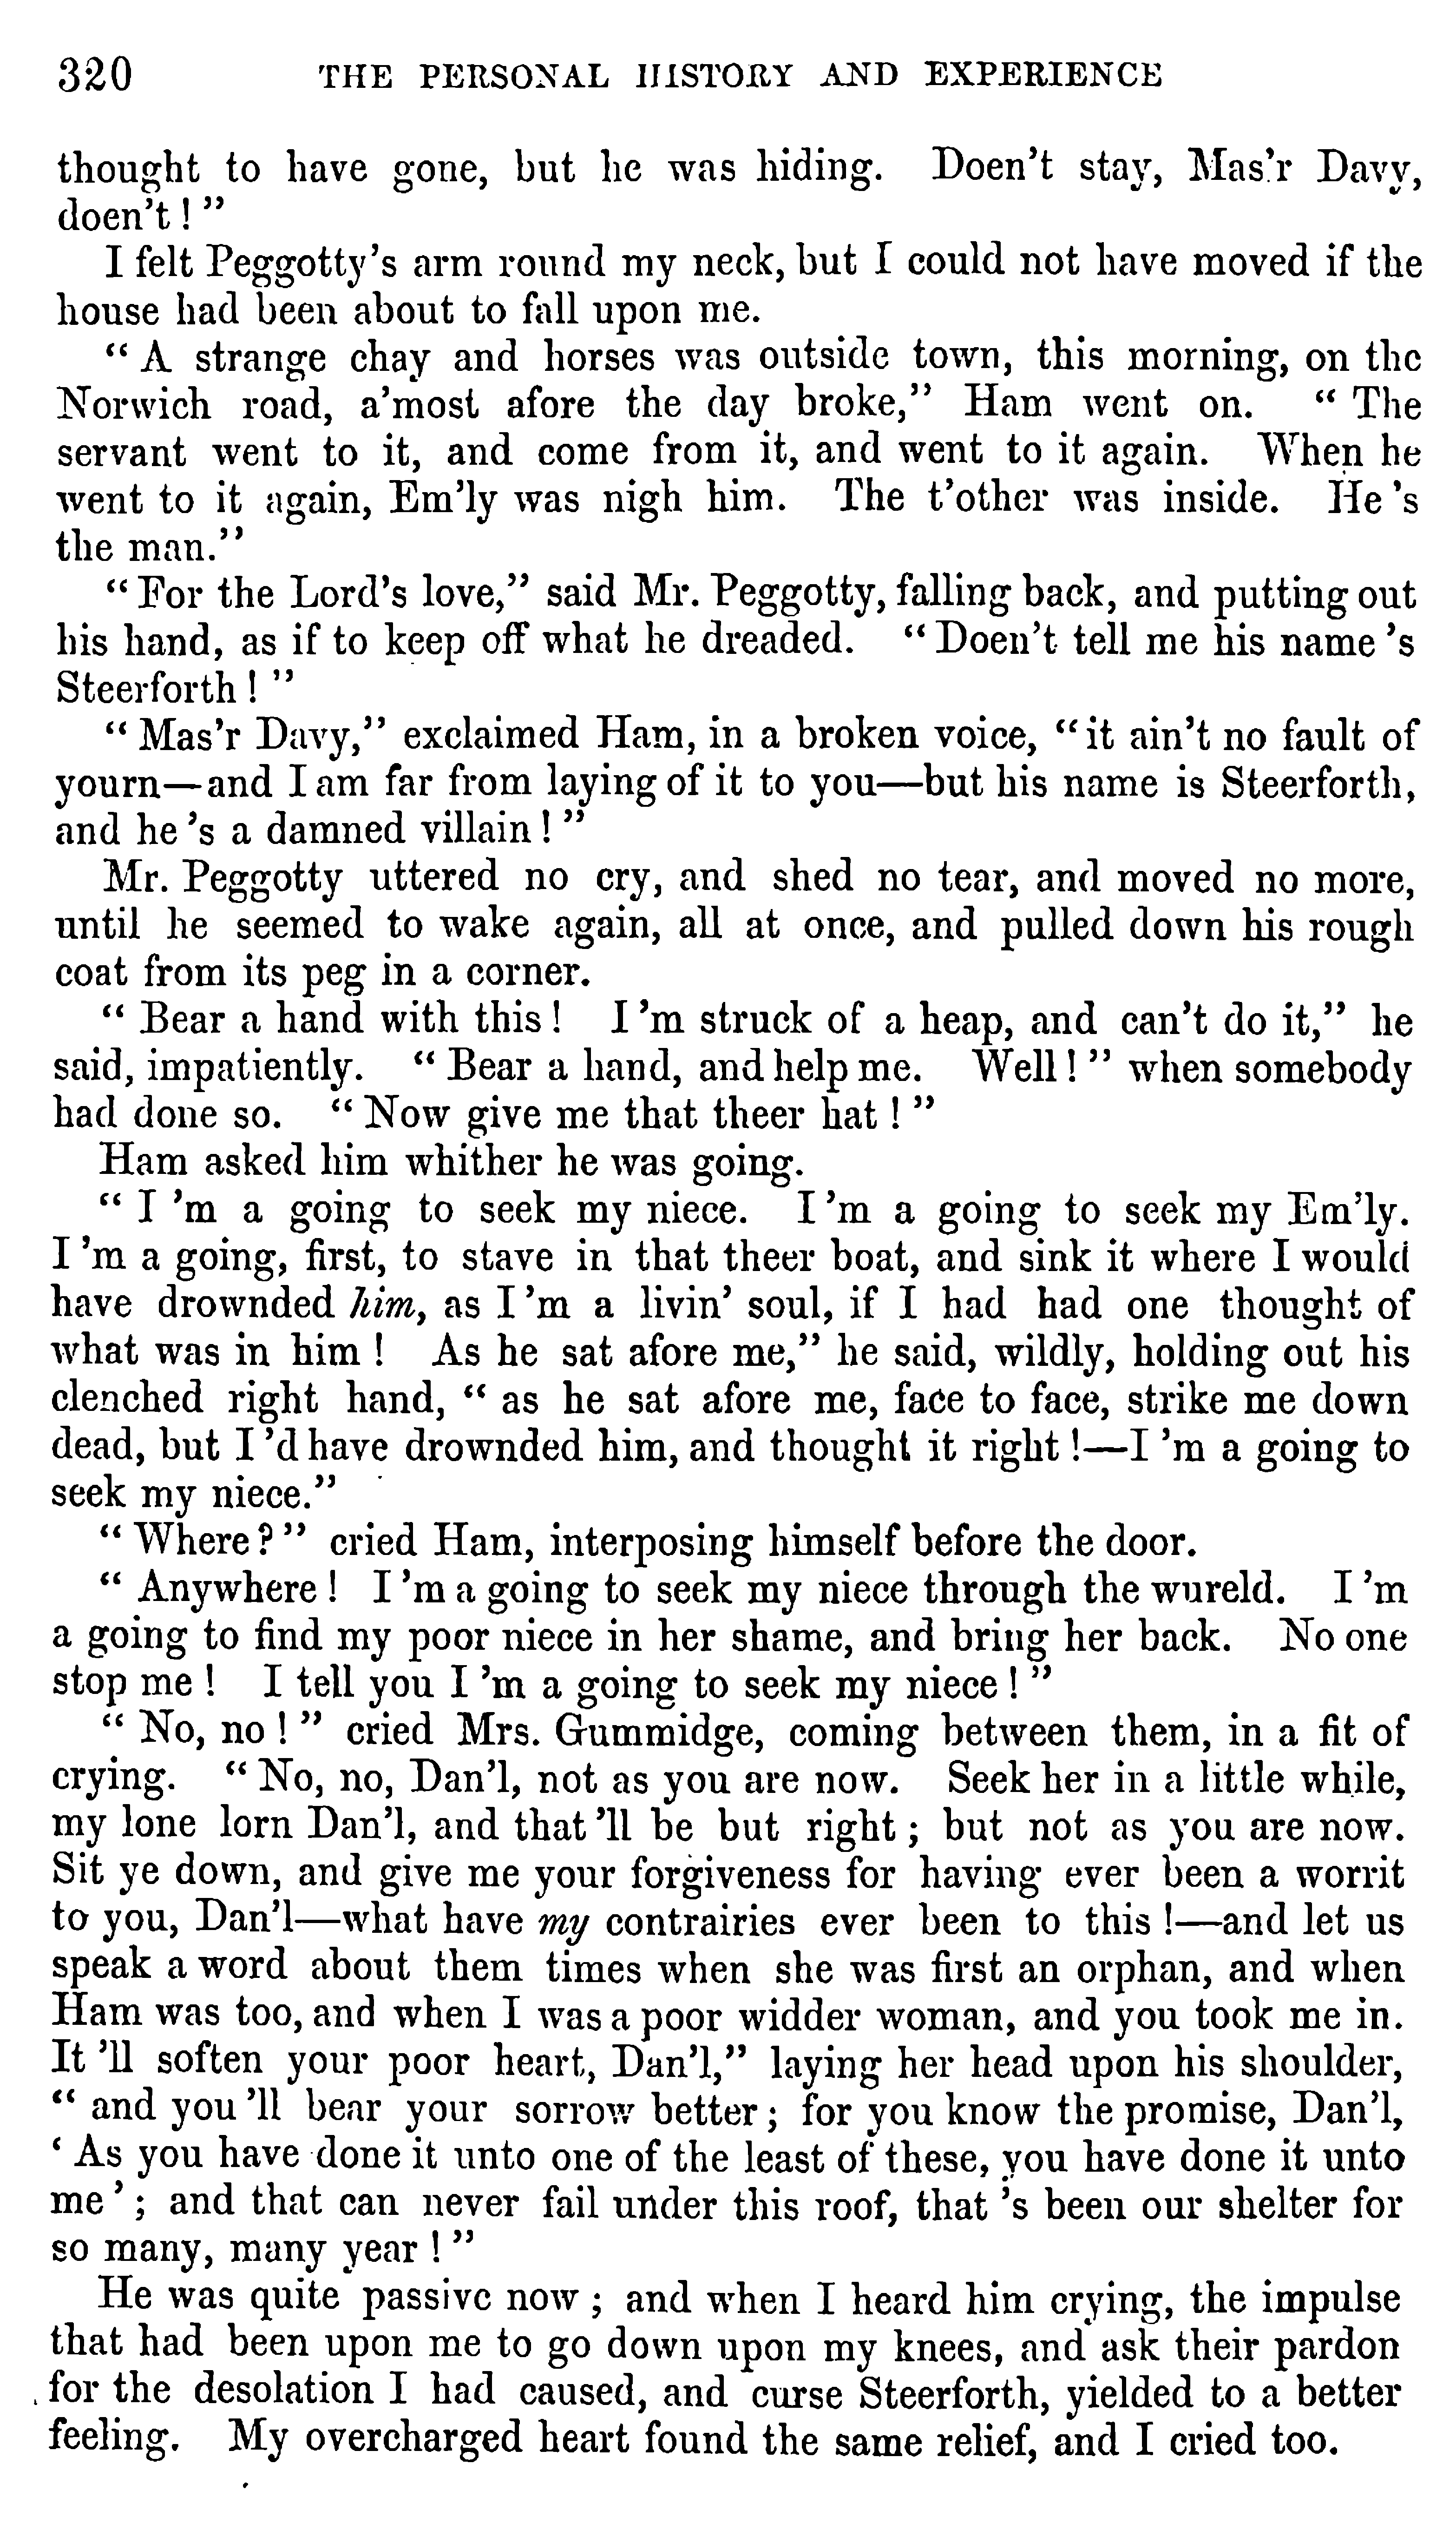 320 THE PERSONAL HISTORY AND EXPERIENCE
thought to have gone, but he was hiding. Doen't stay, Mas'r Davy,
doen't!"
I felt Peggotty's arm round my neck, but I could not have moved if the
house had been about to fall upon me.
"A strange chay and horses was outside town, this morning, on the
Norwich road, a'most afore the day broke," Ham went on. "The
servant went to it, and come from it, and went to it again. When he
went to it again, Em'ly was nigh him. The t'other was inside. He's
the man."
"For the Lord's love," said Mr. Peggotty, falling back, and putting out
his hand, as if to keep off what he dreaded. "Doen't tell me his name's
Steerforth!"
"Mas'r Davy," exclaimed Ham, in a broken voice, "it ain't no fault of
yourn—and I am far from laying of it to you—but his name is Steerforth,
and he's a damned villain!"
Mr. Peggotty uttered no cry, and shed no tear, and moved no more,
until he seemed to wake again, all at once, and pulled down his rough
coat from its peg in a corner.
"Bear a hand with this! I'm struck of a heap, and can't do it," he
said, impatiently. "Bear a hand, and help me. Well!" when somebody
had done so. "Now give me that theer hat!"
Ham asked him whither he was going.
"I'm a going to seek my niece. I'm a going to seek my Em'ly.
I'm a going, first, to stave in that theer boat, and sink it where I would
have drownded him, as I'm a livin' soul, if I had had one thought of
what was in him! As he sat afore me," he said, wildly, holding out his
clenched right hand, "as he sat afore me, face to face, strike me down
dead, but I'd have drownded him, and thought it right!—I'm a going to
seek my niece."
"Where?" cried Ham, interposing himself before the door.
"Anywhere! I'm a going to seek my niece through the wureld. I'm
a going to find my poor niece in her shame, and bring her back. No one
stop me! I tell you I'm a going to seek my niece!"
"No, no!" cried Mrs. Gummidge, coming between them, in a fit of
crying. "No, no, Dan'l, not as you are now. Seek her in a little while,
my lone lorn Dan'l, and that'll be but right; but not as you are now.
Sit ye down, and give me your forgiveness for having ever been a worrit
to you, Dan'l—what have my contrairies ever been to this!—and let us
speak a word about them times when she was first an orphan, and when
Ham was too, and when I was a poor widder woman, and you took me in.
It'll soften your poor heart, Dan'l," laying her head upon his shoulder,
"and you'll bear your sorrow better; for you know the promise, Dan'l,
'As you have done it unto one of the least of these, you have done it unto
me'; and that can never fail under this roof, that's been our shelter for
so many, many year!"
He was quite passive now; and when I heard him crying, the impulse
that had been upon me to go down upon my knees, and ask their pardon
for the desolation I had caused, and curse Steerforth, yielded to a better
feeling. My overcharged heart found the same relief, and I cried too.